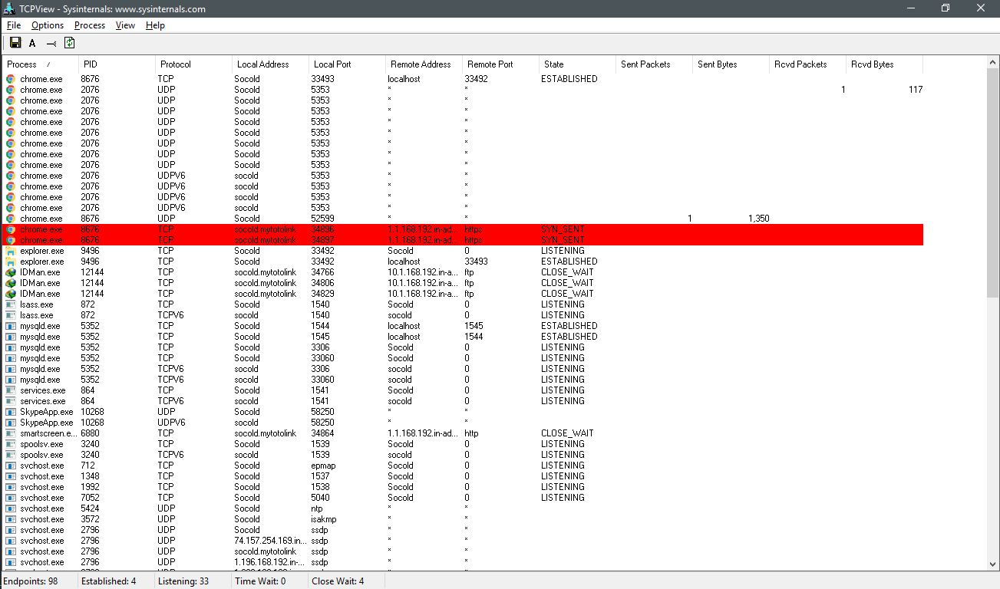 TCPView - Sysinternals: www.sysinternals.com
File Options Process View Help
A
Process / PID Protocol Local Address Local Port Remote Address Remote Port State Sent Packets Sent Bytes Rcvd Packets Rcvd Bytes
chrome.exe 8676 TCP Socold 33493 localhost 33492 ESTABLISHED
chrome.exe 2076 UDP Socold 5353 * * 1 117
chrome.exe 2076 UDP Socold 5353 * *
chrome.exe 2076 UDP Socold 5353 * *
chrome.exe 2076 UDP Socold 5353 * *
chrome.exe 2076 UDP Socold 5353 * *
chrome.exe 2076 UDP Socold 5353 * *
chrome.exe 2076 UDP Socold 5353 * *
chrome.exe 2076 UDP Socold 5353 * *
chrome.exe 2076 UDPV6 socold 5353 * *
chrome.exe 2076 UDPV6 socold 5353 * *
chrome.exe 2076 UDPV6 socold 5353 * *
chrome.exe 2076 UDPV6 socold 5353 * *
chrome.exe 8676 UDP Socold 52599 * * 1 1,350
chrome.exe 8676 TCP socold.mytotolink 34896 1.1.168.192.in-ad... https SYN_SENT
chrome.exe 8676 TCP socold.mytotolink 34897 1.1.168.192.in-ad... https SYN_SENT
explorer.exe 9496 TCP Socold 33492 Socold 0 LISTENING
explorer.exe 9496 TCP Socold 33492 localhost 33493 ESTABLISHED
IDMan.exe 12144 TCP socold.mytotolink 34766 10.1.168.192.in-a... ftp CLOSE_WAIT
IDMan.exe 12144 TCP socold.mytotolink 34806 10.1.168.192.in-a... ftp CLOSE_WAIT
IDMan.exe 12144 TCP socold.mytotolink 34829 10.1.168.192.in-a... ftp CLOSE_WAIT
lsass.exe 872 TCP Socold 1540 Socold 0 LISTENING
lsass.exe 872 TCPV6 socold 1540 socold 0 LISTENING
mysqld.exe 5352 TCP Socold 1544 localhost 1545 ESTABLISHED
mysqld.exe 5352 TCP Socold 1545 localhost 1544 ESTABLISHED
mysqld.exe 5352 TCP Socold 3306 Socold 0 LISTENING
mysqld.exe 5352 TCP Socold 33060 Socold 0 LISTENING
mysqld.exe 5352 TCPV6 socold 3306 socold 0 LISTENING
mysqld.exe 5352 TCPV6 socold 33060 socold 0 LISTENING
services.exe 864 TCP Socold 1541 Socold 0 LISTENING
services.exe 864 TCPV6 socold 1541 socold 0 LISTENING
SkypeApp.exe 10268 UDP Socold 58250 * *
SkypeApp.exe 10268 UDPV6 socold 58250 * *
smartscreen.e... 6880 TCP socold.mytotolink 34864 1.1.168.192.in-ad... http CLOSE_WAIT
spoolsv.exe 3240 TCP Socold 1539 Socold 0 LISTENING
spoolsv.exe 3240 TCPV6 socold 1539 socold 0 LISTENING
svchost.exe 712 TCP Socold epmap Socold 0 LISTENING
svchost.exe 1348 TCP Socold 1537 Socold 0 LISTENING
svchost.exe 1992 TCP Socold 1538 Socold 0 LISTENING
svchost.exe 7052 TCP Socold 5040 Socold 0 LISTENING
svchost.exe 5424 UDP Socold ntp * *
svchost.exe 3572 UDP Socold isakmp * *
svchost.exe 2796 UDP Socold ssdp * *
svchost.exe 2796 UDP 74.157.254.169.in... ssdp * *
svchost.exe 2796 UDP socold.mytotolink ssdp * *
svchost.exe 2796 UDP 1.196.168.192.in-... ssdp * *
Endpoints: 98 Established: 4 Listening: 33 Time Wait: 0 Close Wait: 4